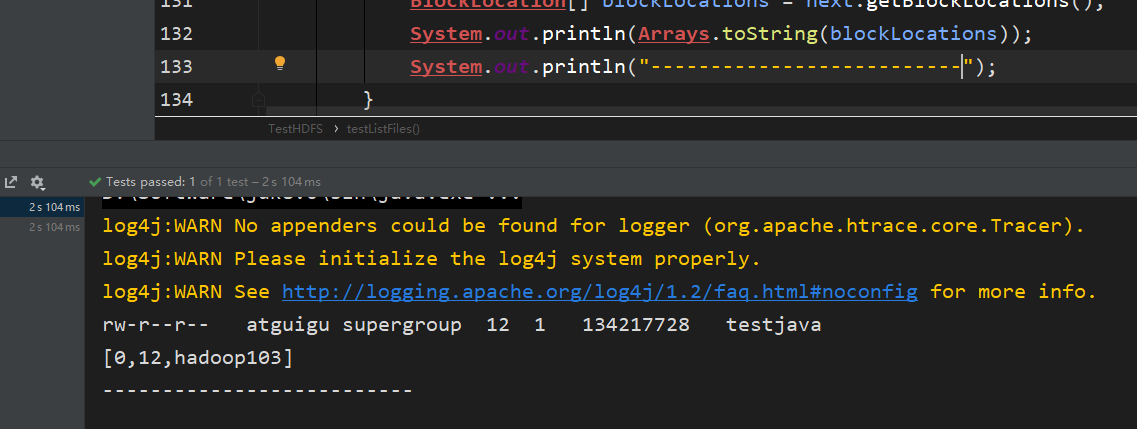 131 BlockLocation[] blockLocations = next.getBlockLocations();
132 System.out.println(Arrays.toString(blockLocations));
133 System.out.println("--------------------------");
134 }
TestHDFS › testListFiles()
Tests passed: 1 of 1 test – 2 s 104 ms
2 s 104 ms
2 s 104 ms
log4j:WARN No appenders could be found for logger (org.apache.htrace.core.Tracer).
log4j:WARN Please initialize the log4j system properly.
log4j:WARN See http://logging.apache.org/log4j/1.2/faq.html#noconfig for more info.
rw-r--r-- atguigu supergroup 12 1 134217728 testjava
[0,12,hadoop103]
--------------------------